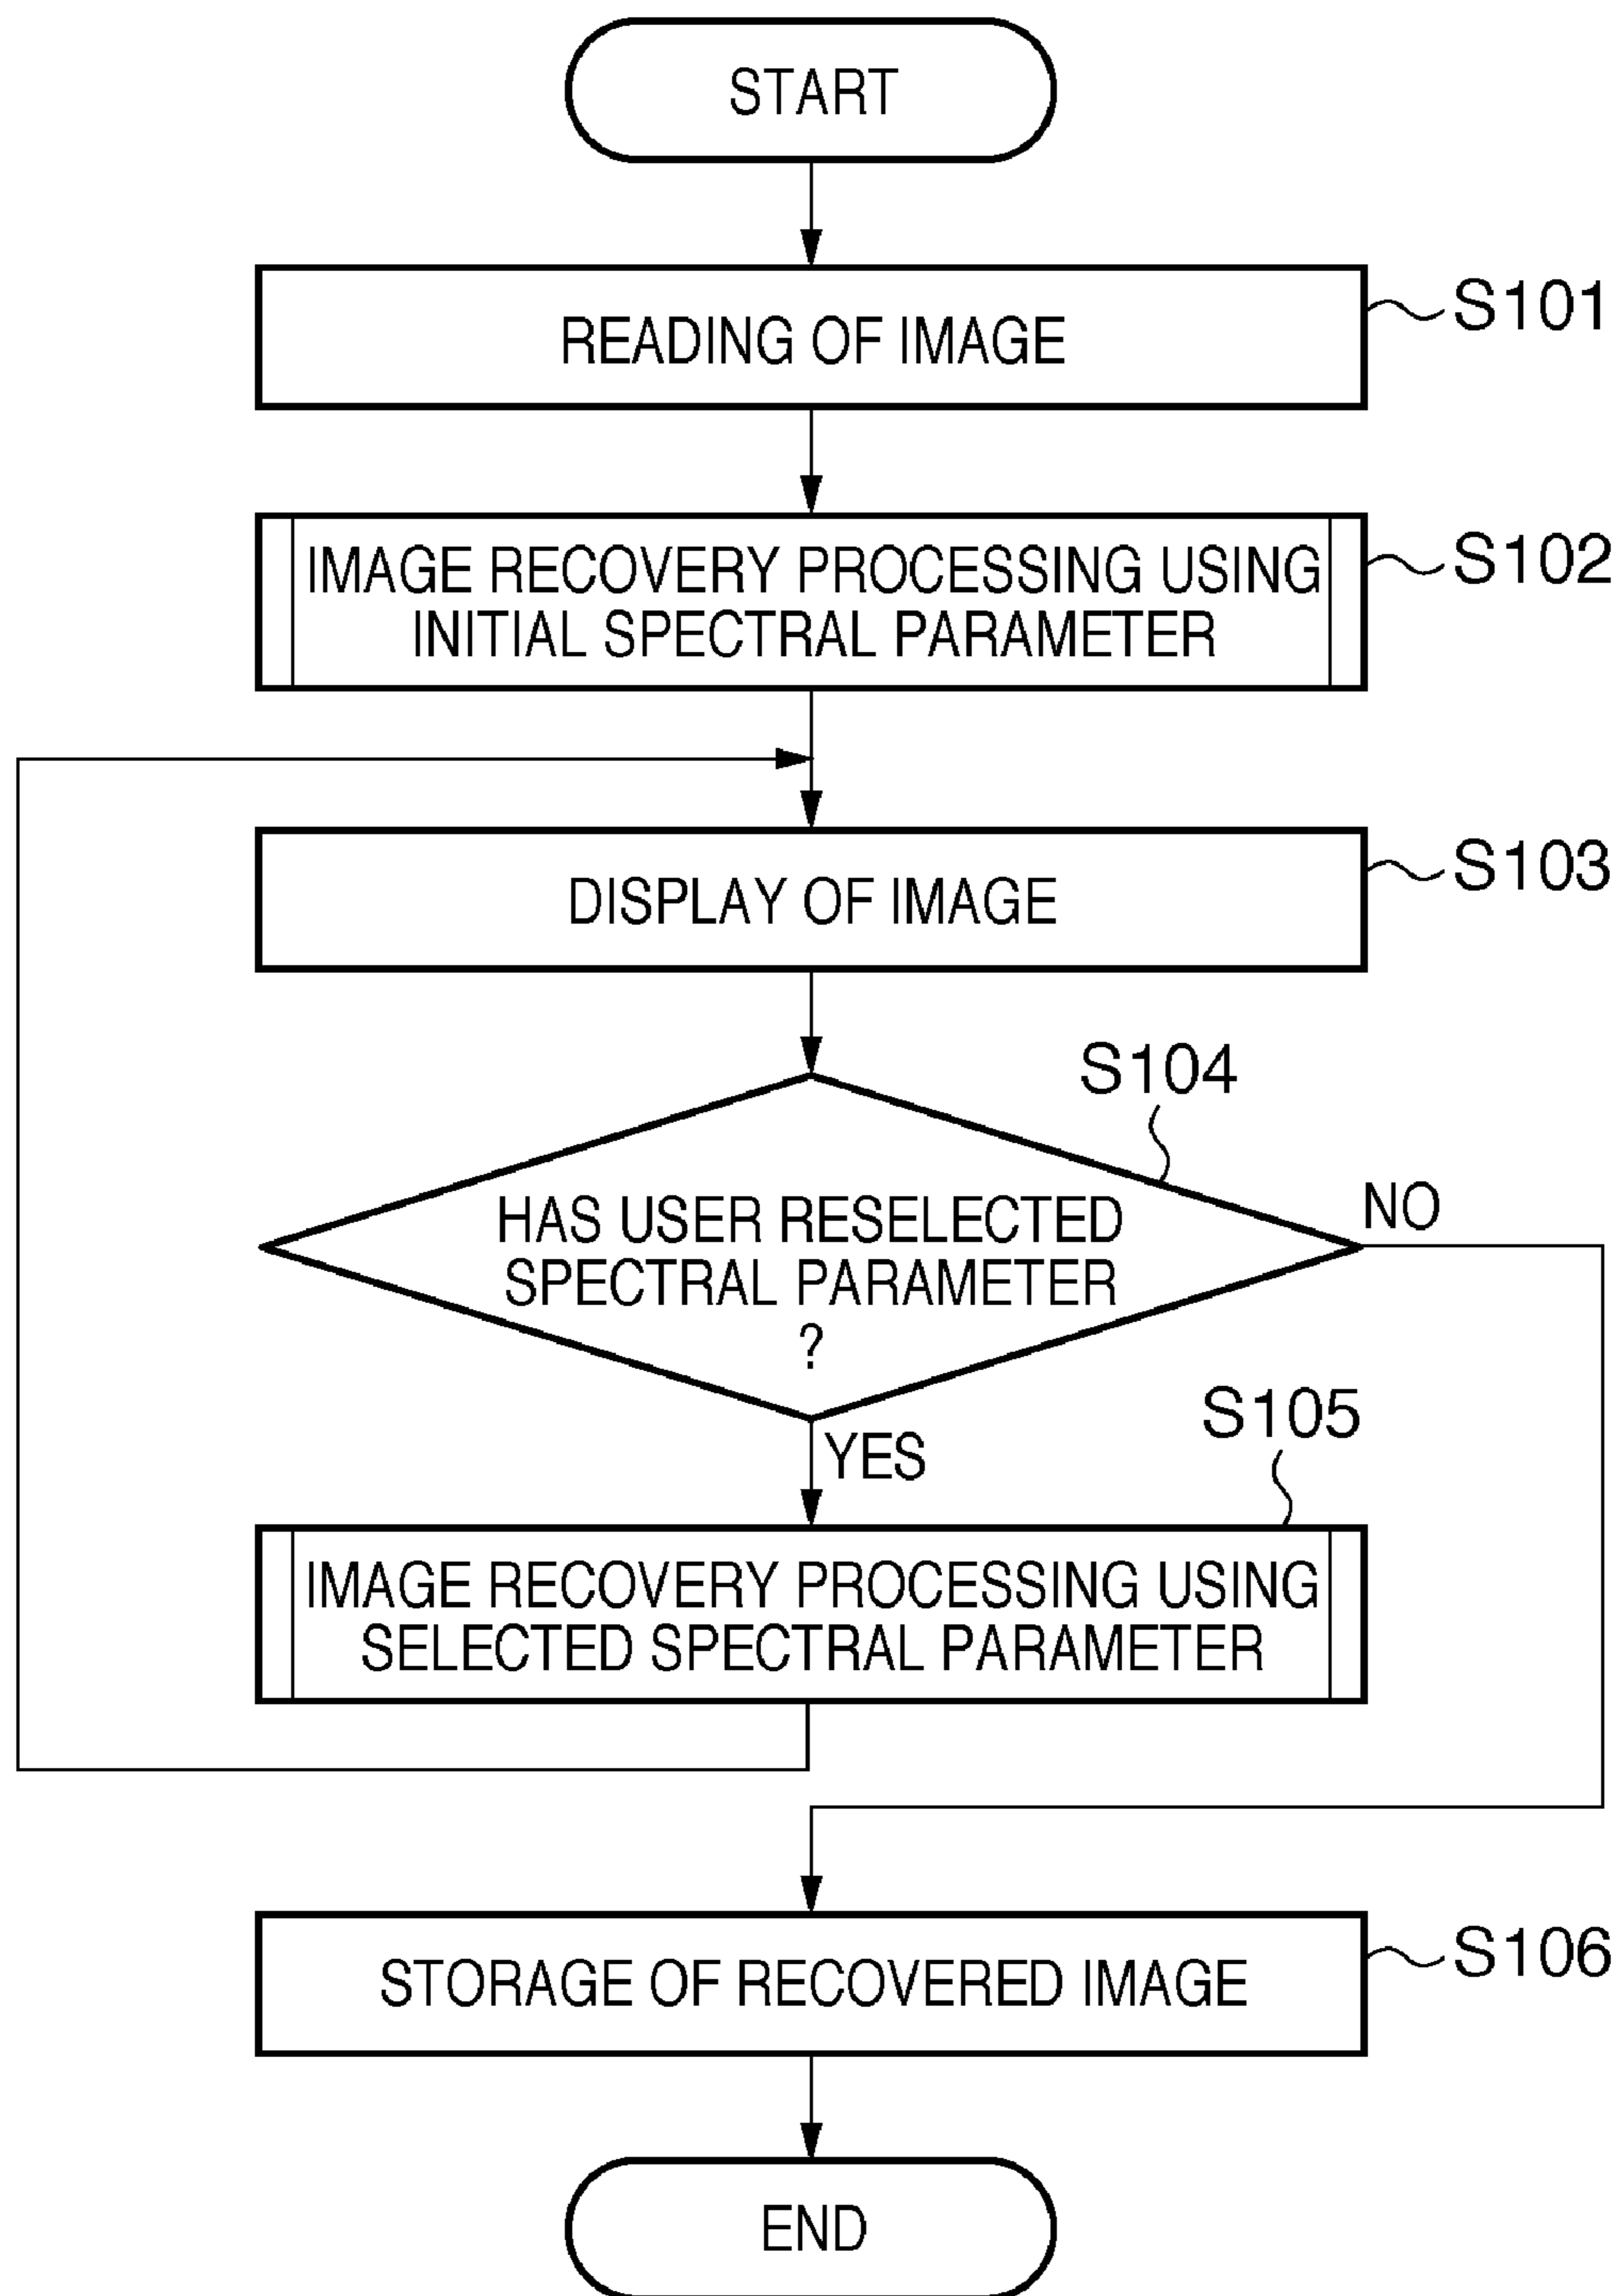 START
READING OF IMAGE
S101
IMAGE RECOVERY PROCESSING USING
INITIAL SPECTRAL PARAMETER
S102
DISPLAY OF IMAGE
S103
S104
HAS USER RESELECTED
SPECTRAL PARAMETER
?
NO
YES
S105
IMAGE RECOVERY PROCESSING USING
SELECTED SPECTRAL PARAMETER
STORAGE OF RECOVERED IMAGE
S106
END